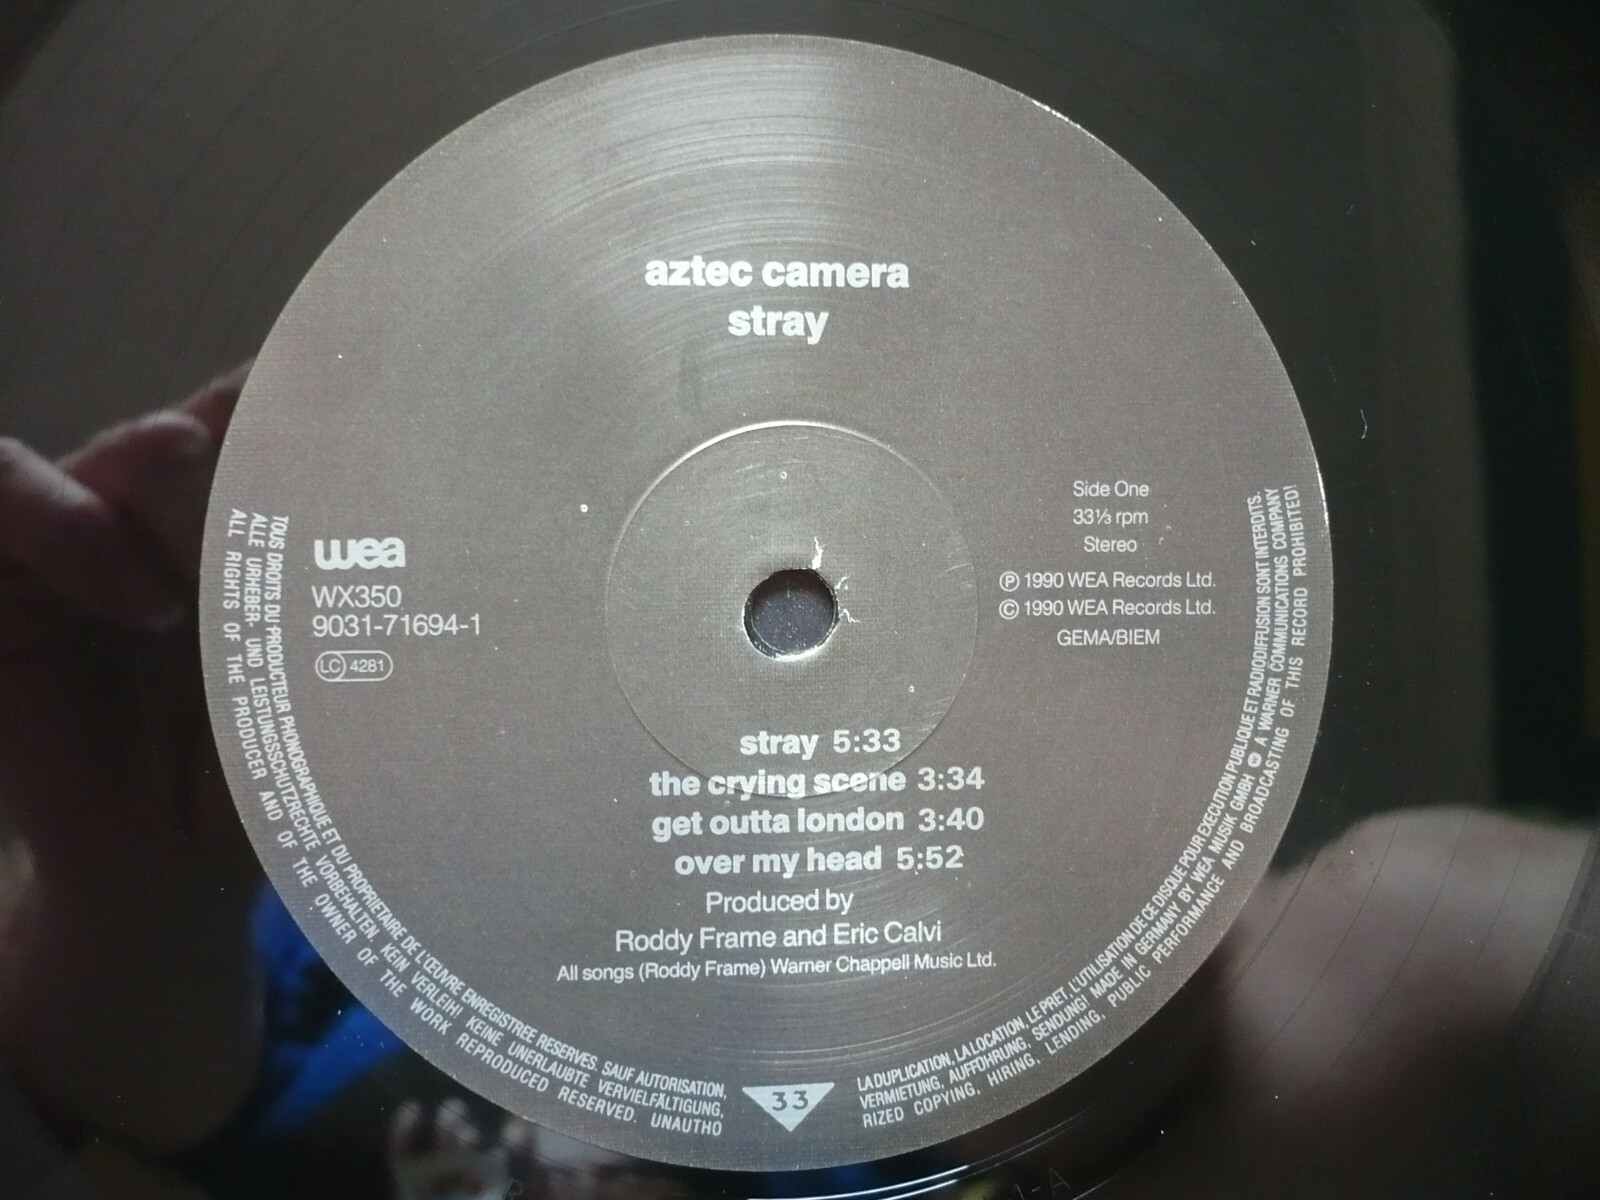 aztec camera
stray
Side One
33⅓ rpm
Stereo
℗ 1990 WEA Records Ltd.
© 1990 WEA Records Ltd.
GEMA/BIEM
wea
WX350
9031-71694-1
LC 4281
stray 5:33
the crying scene 3:34
get outta london 3:40
over my head 5:52
Produced by
Roddy Frame and Eric Calvi
All songs (Roddy Frame) Warner Chappell Music Ltd.
TOUS DROITS DU PRODUCTEUR PHONOGRAPHIQUE ET DU PROPRIETAIRE DE L'ŒUVRE ENREGISTREE RESERVES. SAUF AUTORISATION,
LA DUPLICATION, LA LOCATION, LE PRET, L'UTILISATION DE CE DISQUE POUR EXECUTION PUBLIQUE ET RADIODIFFUSION SONT INTERDITS.
ALLE URHEBER- UND LEISTUNGSSCHUTZRECHTE VORBEHALTEN. KEIN VERLEIH! KEINE UNERLAUBTE VERVIELFÄLTIGUNG,
VERMIETUNG, AUFFÜHRUNG, SENDUNG! MADE IN GERMANY BY WEA MUSIK GMBH A WARNER COMMUNICATIONS COMPANY
ALL RIGHTS OF THE PRODUCER AND OF THE OWNER OF THE WORK REPRODUCED RESERVED. UNAUTHO
RIZED COPYING, HIRING, LENDING, PUBLIC PERFORMANCE AND BROADCASTING OF THIS RECORD PROHIBITED!
33